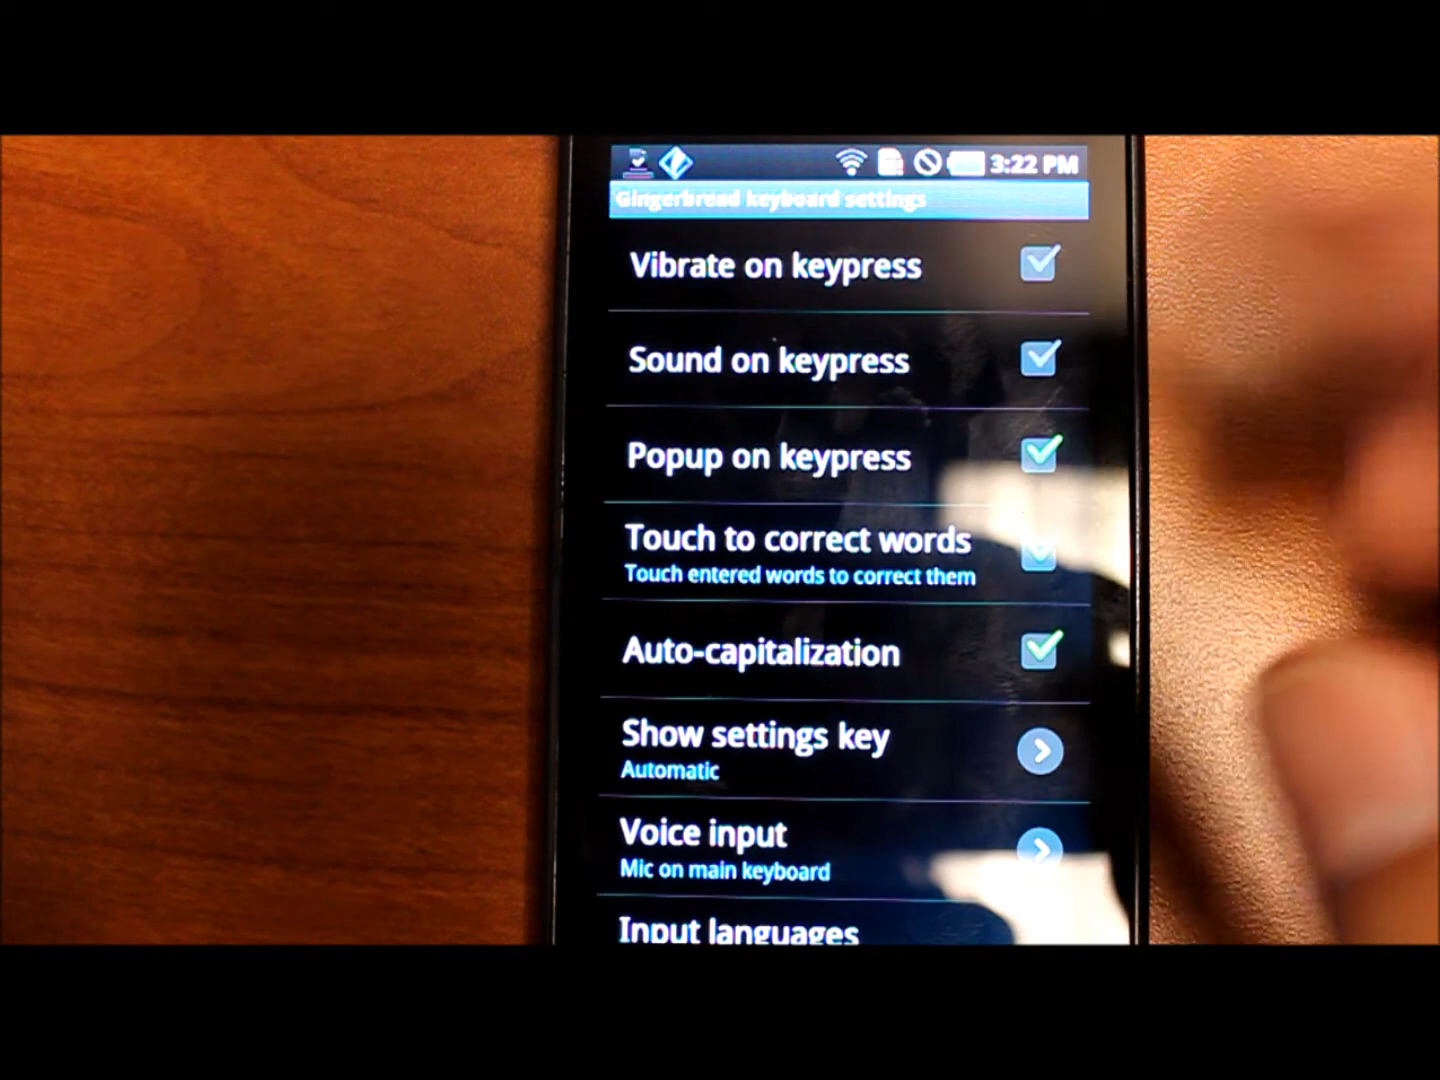 3:22 PM
Gingerbread keyboard settings
Vibrate on keypress
Sound on keypress
Popup on keypress
Touch to correct words
Touch entered words to correct them
Auto-capitalization
Show settings key
Automatic
Voice input
Mic on main keyboard
Input languages